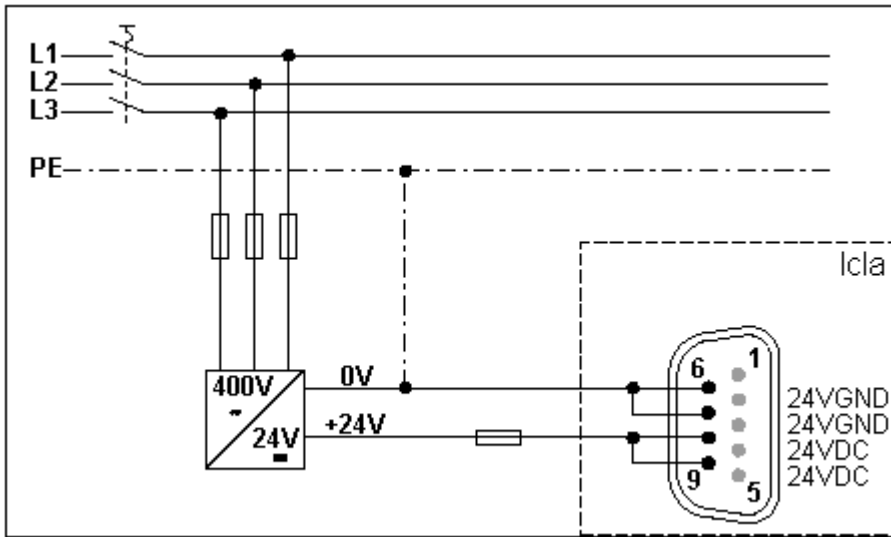 L1
L2
L3
PE
Icla
400V
~
24V
=
0V
+24V
6
1
9
5
24VGND
24VGND
24VDC
24VDC